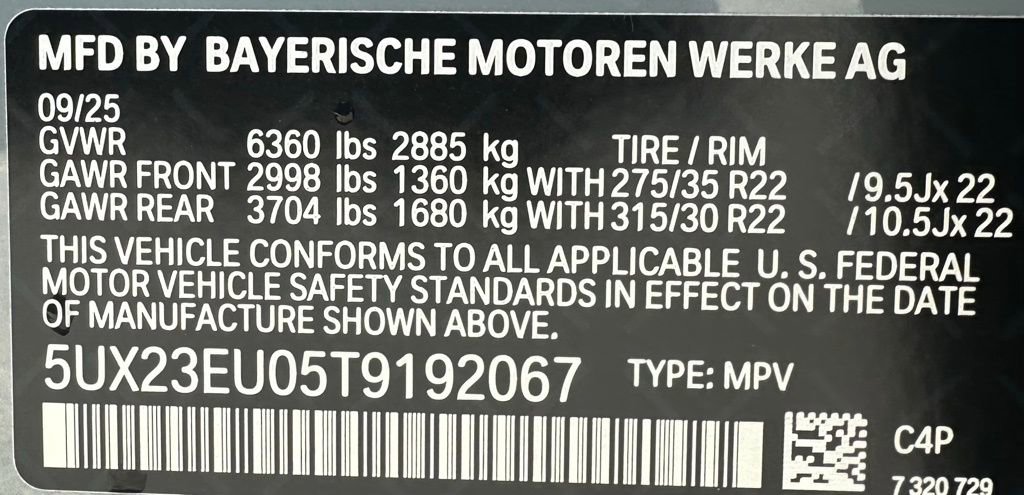 MFD BY BAYERISCHE MOTOREN WERKE AG
09/25
GVWR 6360 lbs 2885 kg TIRE / RIM
GAWR FRONT 2998 lbs 1360 kg WITH 275/35 R22 /9.5Jx 22
GAWR REAR 3704 lbs 1680 kg WITH 315/30 R22 /10.5Jx 22
THIS VEHICLE CONFORMS TO ALL APPLICABLE U. S. FEDERAL
MOTOR VEHICLE SAFETY STANDARDS IN EFFECT ON THE DATE
OF MANUFACTURE SHOWN ABOVE.
5UX23EU05T9192067 TYPE: MPV
C4P
7 320 729